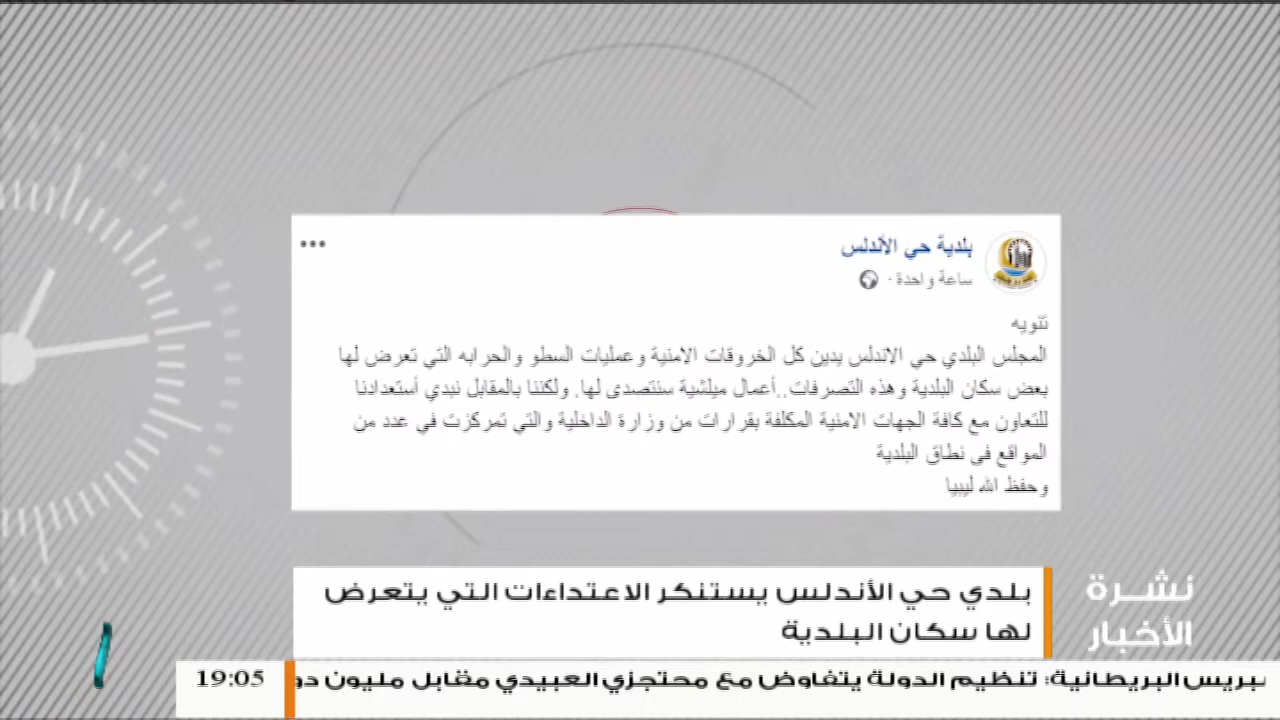 بلدية حي الأندلس
ساعة واحدة ·
تنويه
المجلس البلدي حي الاندلس يدين كل الخروقات الامنية وعمليات السطو والحرابه التي تعرض لها
بعض سكان البلدية وهذه التصرفات..أعمال ميلشية سنتصدى لها. ولكننا بالمقابل نبدي أستعدادنا
للتعاون مع كافة الجهات الامنية المكلفة بقرارات من وزارة الداخلية والتي تمركزت في عدد من
المواقع فى نطاق البلدية
وحفظ الله ليبيا
نشرة
الأخبار
بلدي حي الأندلس يستنكر الاعتداءات التي يتعرض
لها سكان البلدية
بريس البريطانية: تنظيم الدولة يتفاوض مع محتجزي العبيدي مقابل مليون دو
19:05